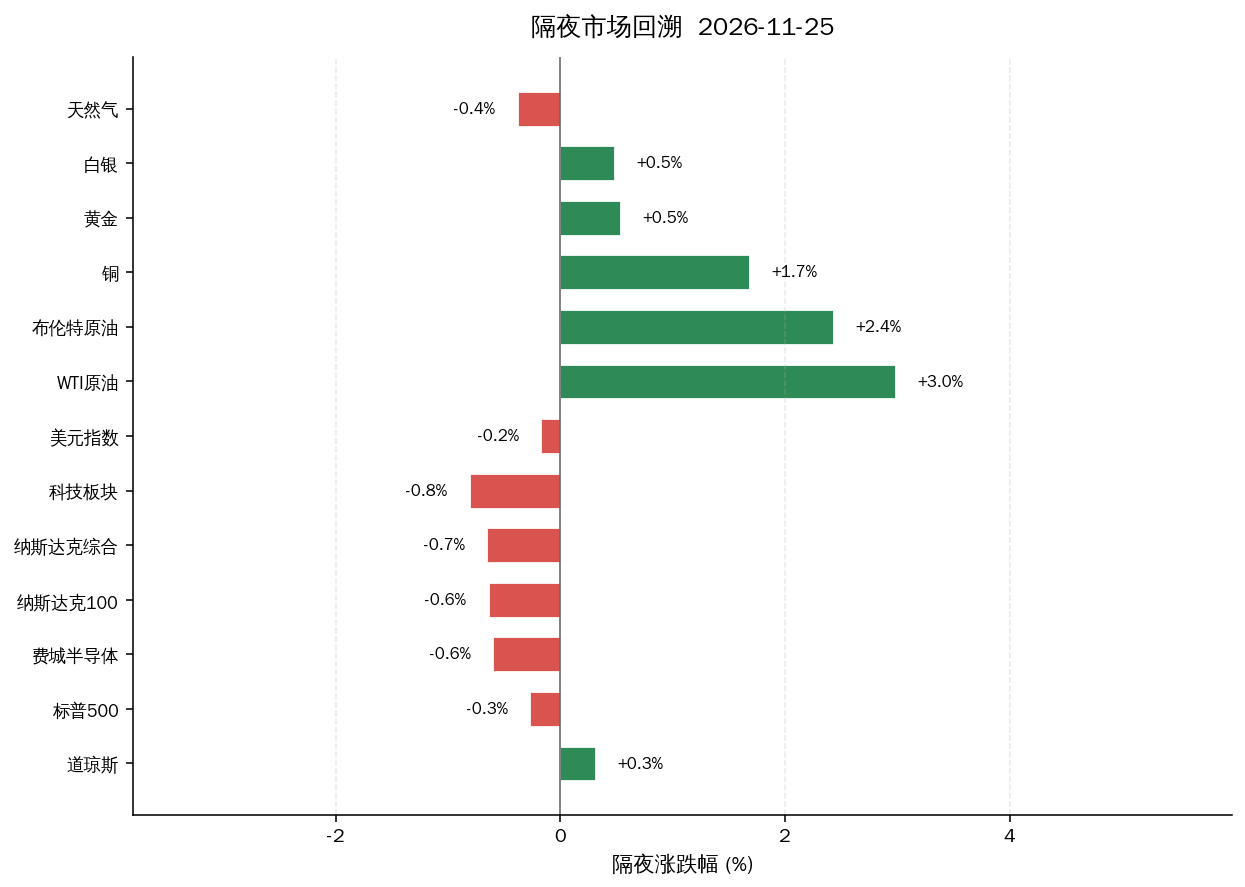 隔夜市场回溯 2026-11-25
天然气 -0.4%
白银 +0.5%
黄金 +0.5%
铜 +1.7%
布伦特原油 +2.4%
WTI原油 +3.0%
美元指数 -0.2%
科技板块 -0.8%
纳斯达克综合 -0.7%
纳斯达克100 -0.6%
费城半导体 -0.6%
标普500 -0.3%
道琼斯 +0.3%
-2 0 2 4
隔夜涨跌幅 (%)